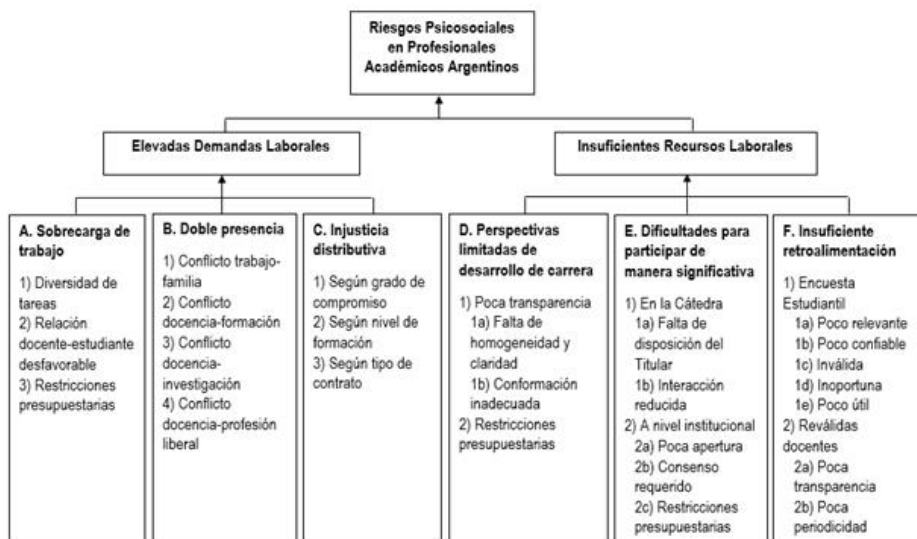 Riesgos Psicosociales
en Profesionales
Académicos Argentinos
Elevadas Demandas Laborales
Insuficientes Recursos Laborales
A. Sobrecarga de
trabajo
1) Diversidad de
tareas
2) Relación
docente-estudiante
desfavorable
3) Restricciones
presupuestarias
B. Doble presencia
1) Conflicto trabajo-
familia
2) Conflicto
docencia-formación
3) Conflicto
docencia-
investigación
4) Conflicto
docencia-profesión
liberal
C. Injusticia
distributiva
1) Según grado de
compromiso
2) Según nivel de
formación
3) Según tipo de
contrato
D. Perspectivas
limitadas de
desarrollo de carrera
1) Poca transparencia
1a) Falta de
homogeneidad y
claridad
1b) Conformación
inadecuada
2) Restricciones
presupuestarias
E. Dificultades para
participar de
manera significativa
1) En la Cátedra
1a) Falta de
disposición del
Titular
1b) Interacción
reducida
2) A nivel institucional
2a) Poca apertura
2b) Consenso
requerido
2c) Restricciones
presupuestarias
F. Insuficiente
retroalimentación
1) Encuesta
Estudiantil
1a) Poco relevante
1b) Poco confiable
1c) Inválida
1d) Inoportuna
1e) Poco útil
2) Reválidas
docentes
2a) Poca
transparencia
2b) Poca
periodicidad